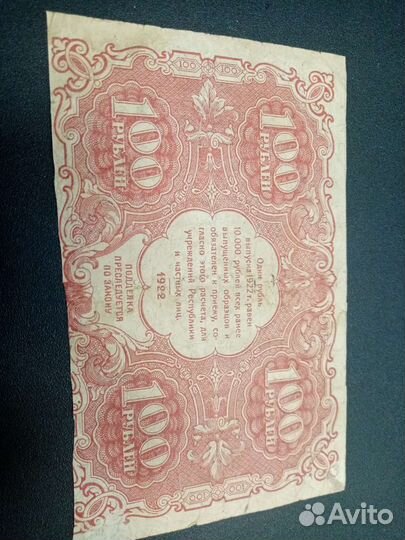 100
РУБЛЕЙ
100
РУБЛЕЙ
Один рубль
выпуска 1922 г. равен
10.000 рублей всех ранее
выпущенных образцов и
обязателен к приему, со-
гласно этого расчета, для
учреждений Республики
и частных лиц.
1922
ПОДДЕЛКА
ПРЕСЛЕДУЕТСЯ
ПО ЗАКОНУ
100
РУБЛЕЙ
100
РУБЛЕЙ
Avito